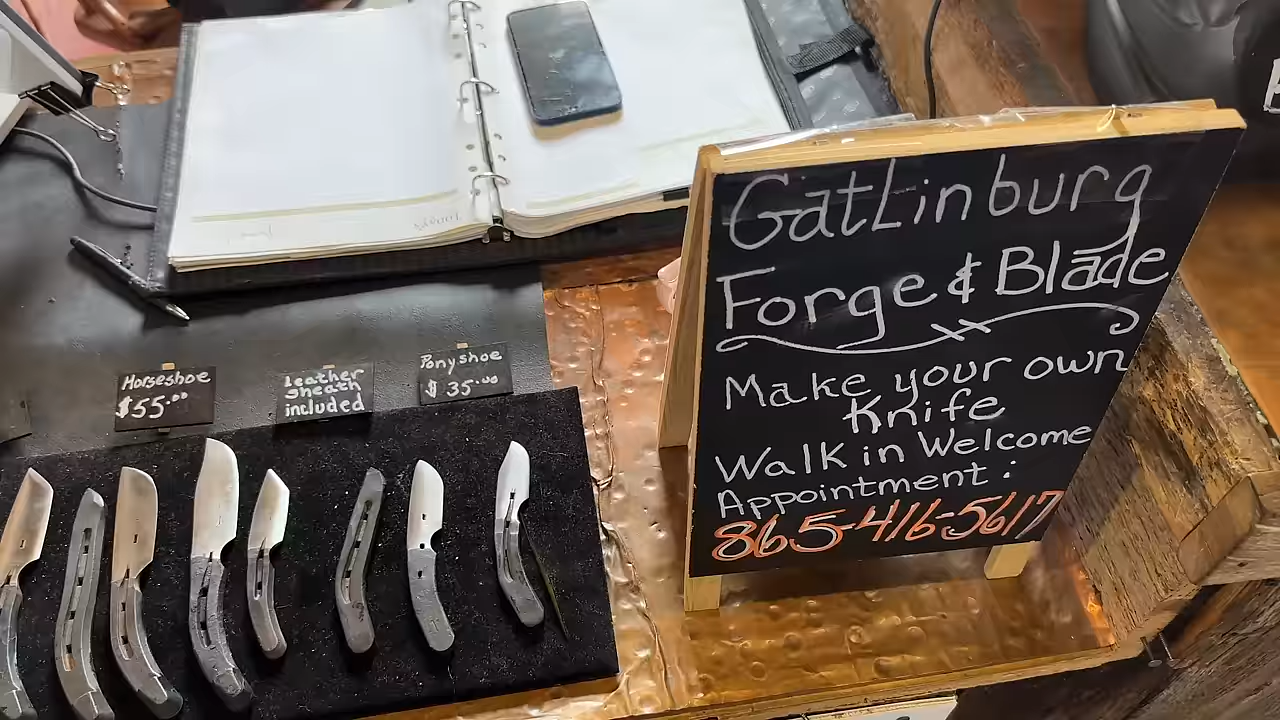 GatLinburg
Forge & Blade
Make your own
Knife
Walk in Welcome
Appointment:
865-416-5617
Horseshoe
$55.00
Leather
sheath
included
Ponyshoe
$35.00